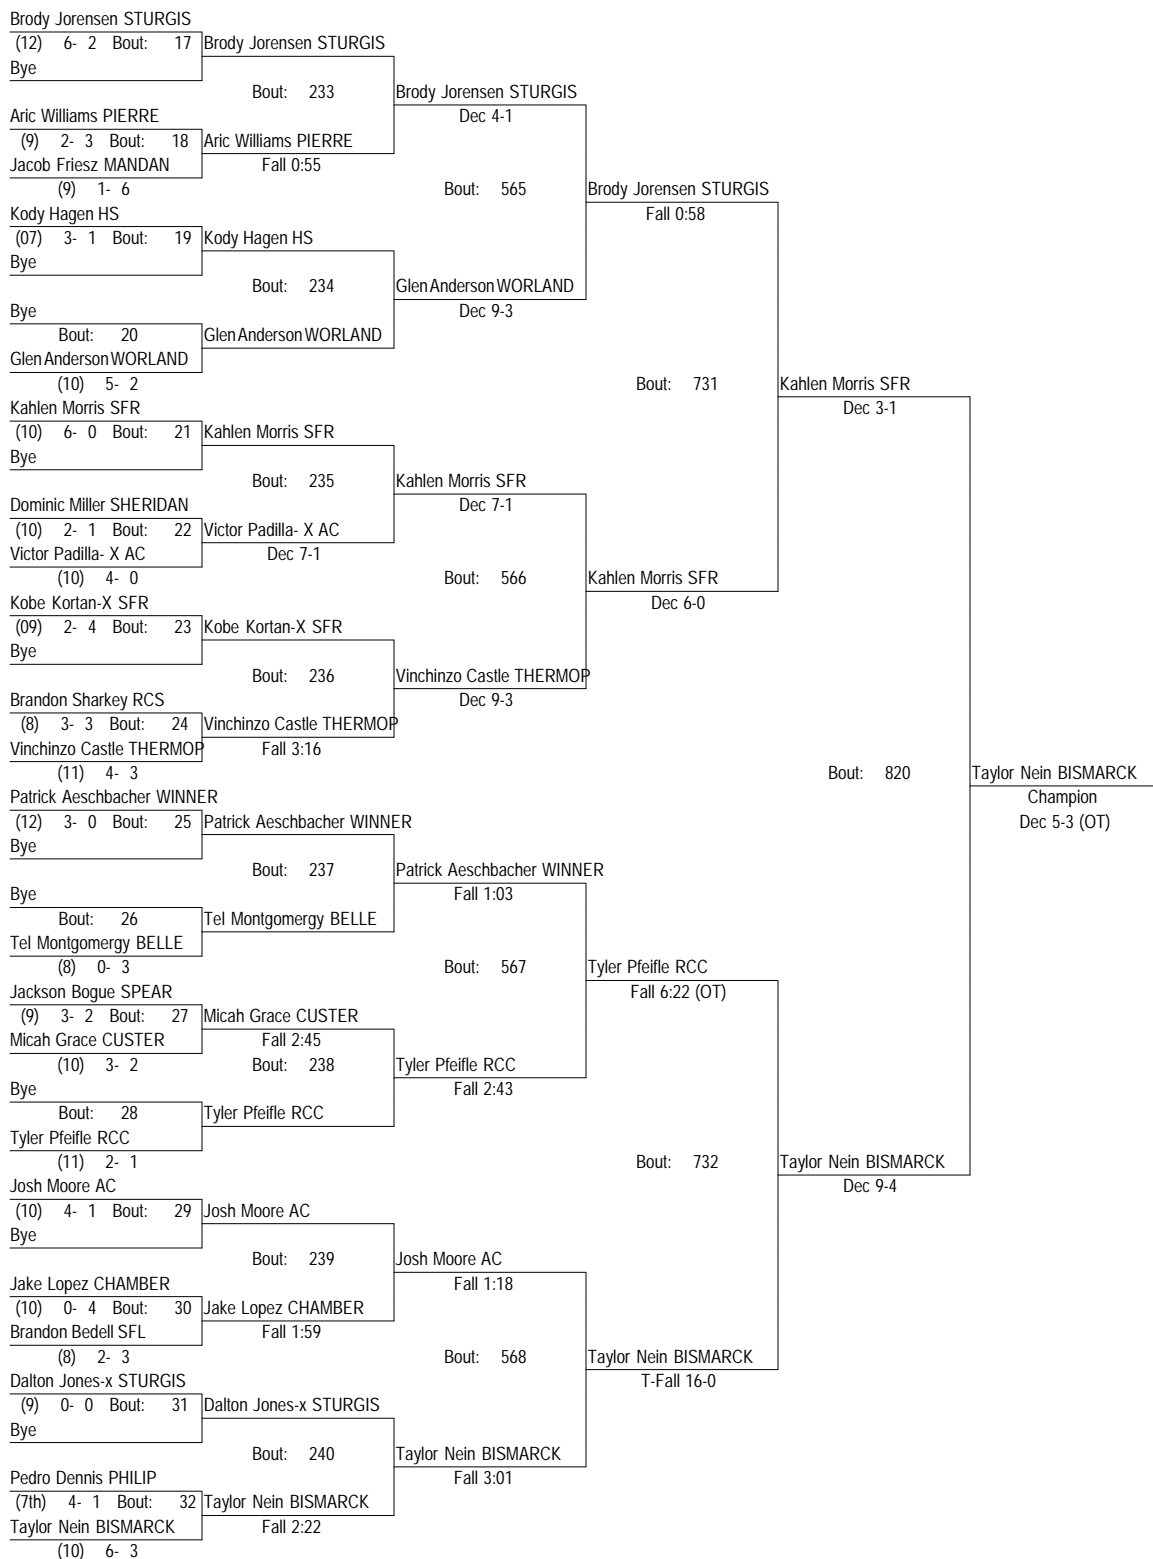 Brody Jorensen STURGIS
(12) 6- 2 Bout: 17 Brody Jorensen STURGIS
Bye
Bout: 233 Brody Jorensen STURGIS
Aric Williams PIERRE Dec 4-1
(9) 2- 3 Bout: 18 Aric Williams PIERRE
Jacob Friesz MANDAN Fall 0:55
(9) 1- 6 Bout: 565 Brody Jorensen STURGIS
Kody Hagen HS Fall 0:58
(07) 3- 1 Bout: 19 Kody Hagen HS
Bye
Bout: 234 Glen Anderson WORLAND
Bye Dec 9-3
Bout: 20 Glen Anderson WORLAND
Glen Anderson WORLAND
(10) 5- 2 Bout: 731 Kahlen Morris SFR
Kahlen Morris SFR Dec 3-1
(10) 6- 0 Bout: 21 Kahlen Morris SFR
Bye
Bout: 235 Kahlen Morris SFR
Dominic Miller SHERIDAN Dec 7-1
(10) 2- 1 Bout: 22 Victor Padilla- X AC
Victor Padilla- X AC Dec 7-1
(10) 4- 0 Bout: 566 Kahlen Morris SFR
Kobe Kortan-X SFR Dec 6-0
(09) 2- 4 Bout: 23 Kobe Kortan-X SFR
Bye
Bout: 236 Vinchinzo Castle THERMOP
Brandon Sharkey RCS Dec 9-3
(8) 3- 3 Bout: 24 Vinchinzo Castle THERMOP
Vinchinzo Castle THERMOP Fall 3:16
(11) 4- 3 Bout: 820 Taylor Nein BISMARCK
Patrick Aeschbacher WINNER Champion
(12) 3- 0 Bout: 25 Patrick Aeschbacher WINNER Dec 5-3 (OT)
Bye
Bout: 237 Patrick Aeschbacher WINNER
Bye Fall 1:03
Bout: 26 Tel Montgomergy BELLE
Tel Montgomergy BELLE
(8) 0- 3 Bout: 567 Tyler Pfeifle RCC
Jackson Bogue SPEAR Fall 6:22 (OT)
(9) 3- 2 Bout: 27 Micah Grace CUSTER
Micah Grace CUSTER Fall 2:45
(10) 3- 2 Bout: 238 Tyler Pfeifle RCC
Bye Fall 2:43
Bout: 28 Tyler Pfeifle RCC
Tyler Pfeifle RCC
(11) 2- 1 Bout: 732 Taylor Nein BISMARCK
Josh Moore AC Dec 9-4
(10) 4- 1 Bout: 29 Josh Moore AC
Bye
Bout: 239 Josh Moore AC
Jake Lopez CHAMBER Fall 1:18
(10) 0- 4 Bout: 30 Jake Lopez CHAMBER
Brandon Bedell SFL Fall 1:59
(8) 2- 3 Bout: 568 Taylor Nein BISMARCK
Dalton Jones-x STURGIS T-Fall 16-0
(9) 0- 0 Bout: 31 Dalton Jones-x STURGIS
Bye
Bout: 240 Taylor Nein BISMARCK
Pedro Dennis PHILIP Fall 3:01
(7th) 4- 1 Bout: 32 Taylor Nein BISMARCK
Taylor Nein BISMARCK Fall 2:22
(10) 6- 3